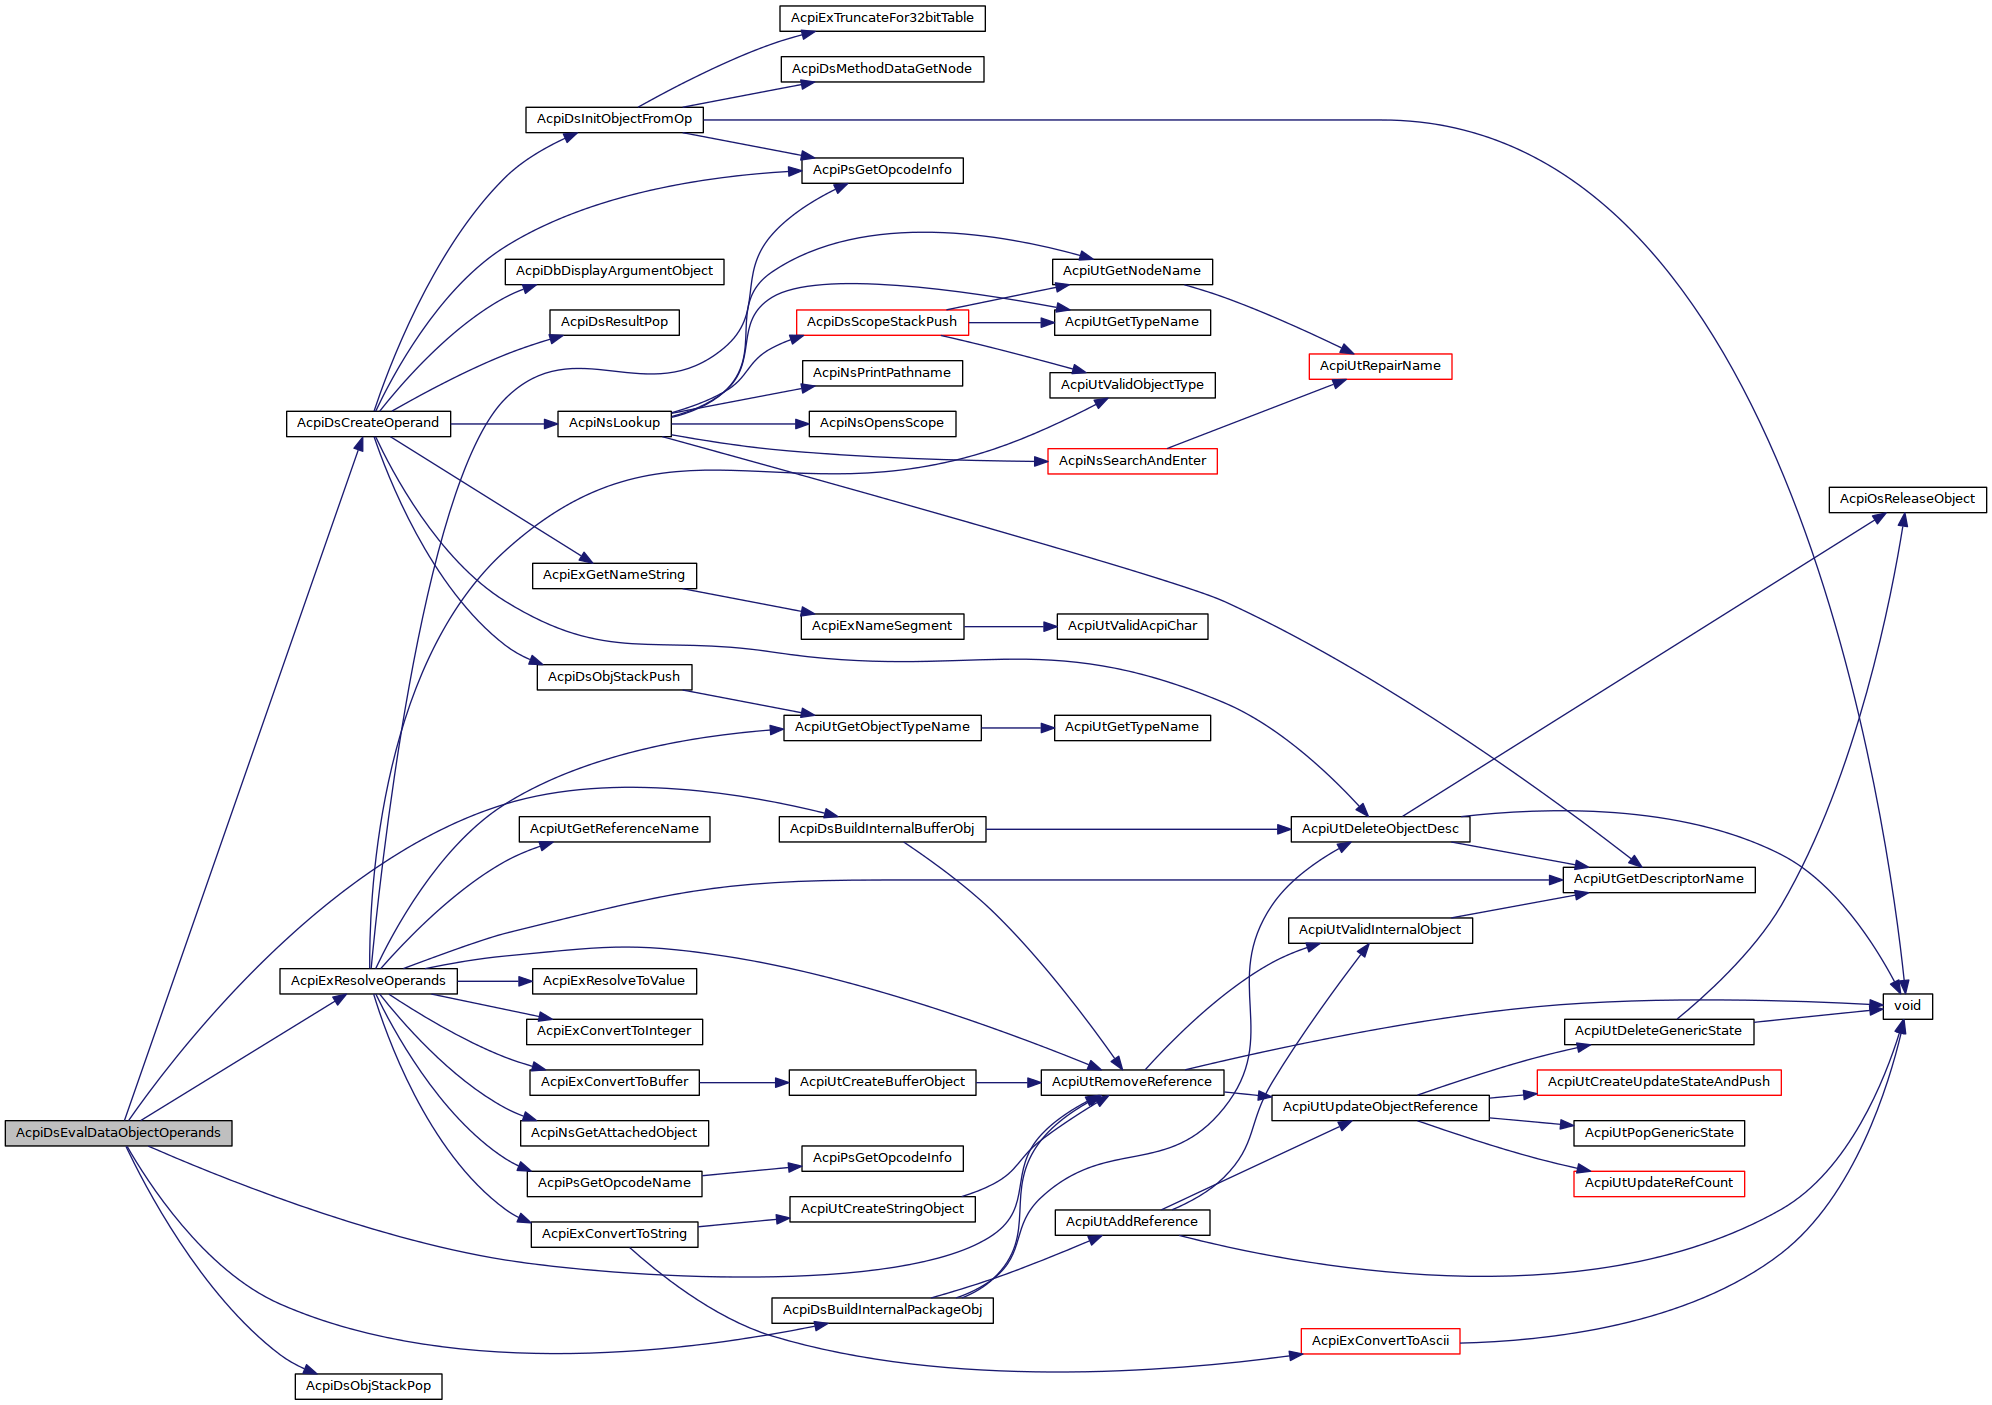 AcpiExTruncateFor32bitTable
AcpiDsMethodDataGetNode
AcpiDsInitObjectFromOp
AcpiPsGetOpcodeInfo
AcpiDbDisplayArgumentObject
AcpiUtGetNodeName
AcpiDsResultPop
AcpiDsScopeStackPush
AcpiUtGetTypeName
AcpiUtRepairName
AcpiNsPrintPathname
AcpiUtValidObjectType
AcpiDsCreateOperand
AcpiNsLookup
AcpiNsOpensScope
AcpiNsSearchAndEnter
AcpiOsReleaseObject
AcpiExGetNameString
AcpiExNameSegment
AcpiUtValidAcpiChar
AcpiDsObjStackPush
AcpiUtGetObjectTypeName
AcpiUtGetTypeName
AcpiUtGetReferenceName
AcpiDsBuildInternalBufferObj
AcpiUtDeleteObjectDesc
AcpiUtGetDescriptorName
AcpiUtValidInternalObject
AcpiExResolveOperands
AcpiExResolveToValue
void
AcpiExConvertToInteger
AcpiUtDeleteGenericState
AcpiExConvertToBuffer
AcpiUtCreateBufferObject
AcpiUtRemoveReference
AcpiUtCreateUpdateStateAndPush
AcpiUtUpdateObjectReference
AcpiDsEvalDataObjectOperands
AcpiNsGetAttachedObject
AcpiUtPopGenericState
AcpiPsGetOpcodeInfo
AcpiPsGetOpcodeName
AcpiUtUpdateRefCount
AcpiUtCreateStringObject
AcpiUtAddReference
AcpiExConvertToString
AcpiDsBuildInternalPackageObj
AcpiExConvertToAscii
AcpiDsObjStackPop